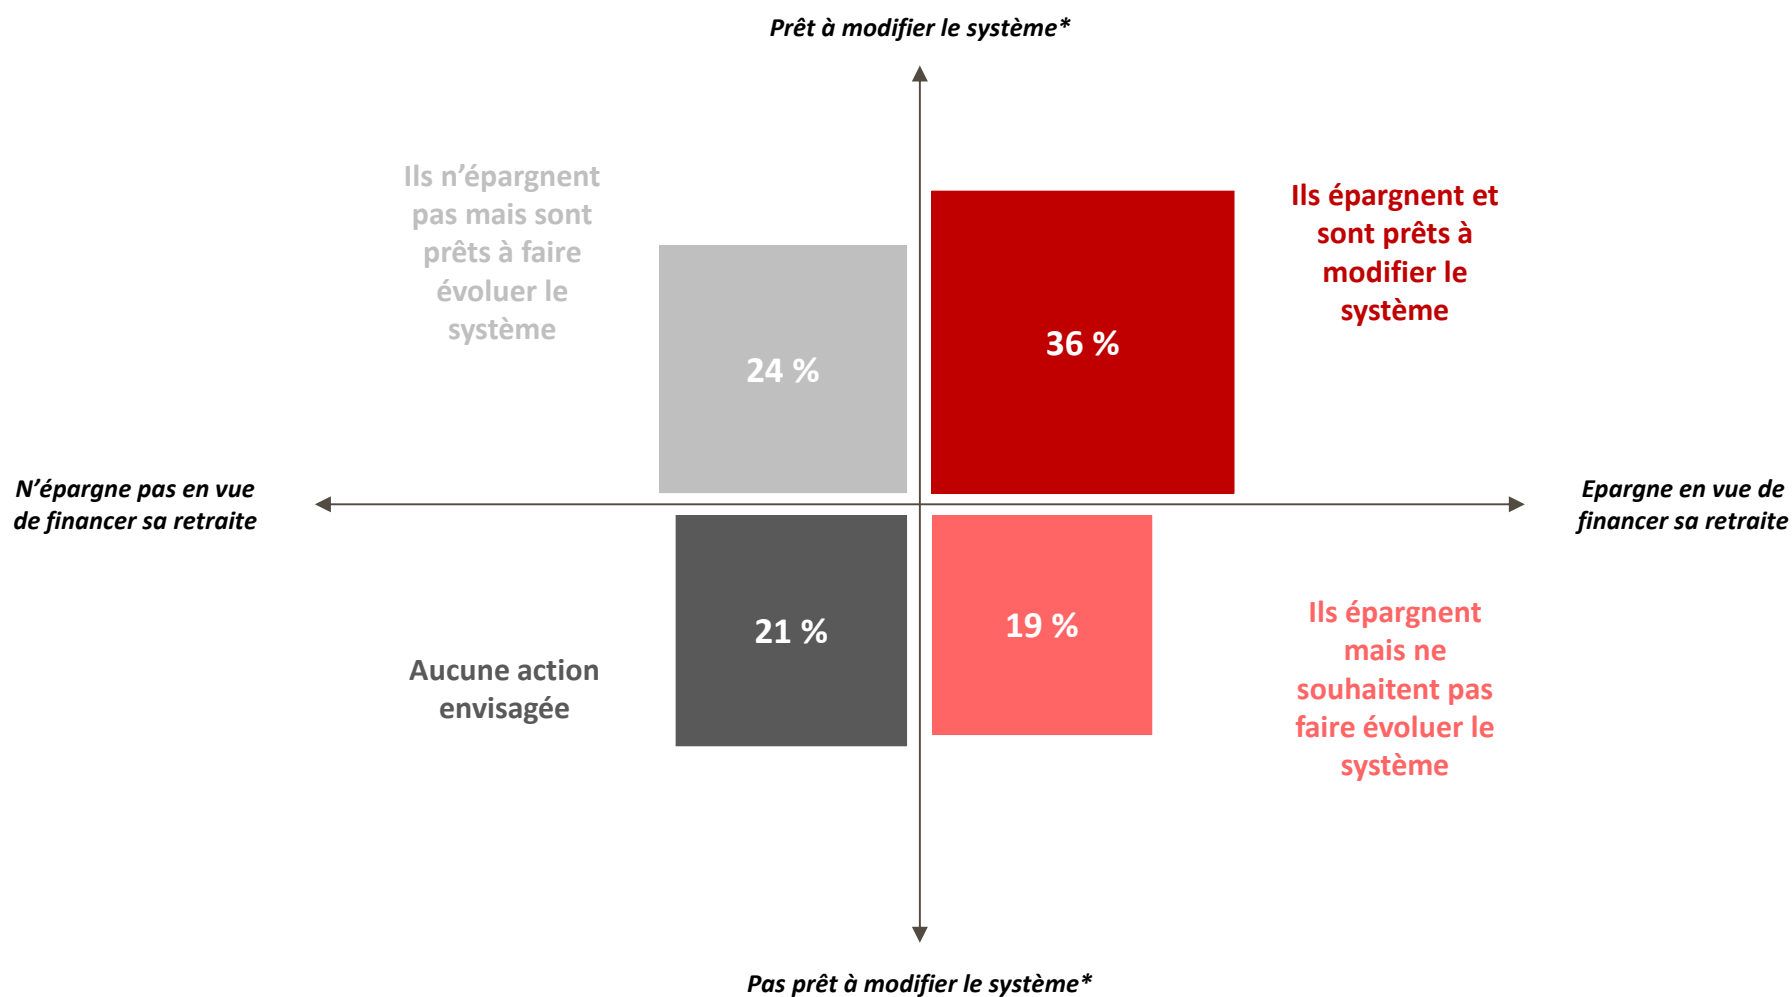 Prêt à modifier le système*
Ils n’épargnent
pas mais sont
prêts à faire
évoluer le
système
24 %
36 %
Ils épargnent et
sont prêts à
modifier le
système
N’épargne pas en vue
de financer sa retraite
Epargne en vue de
financer sa retraite
Aucune action
envisagée
21 %
19 %
Ils épargnent
mais ne
souhaitent pas
faire évoluer le
système
Pas prêt à modifier le système*